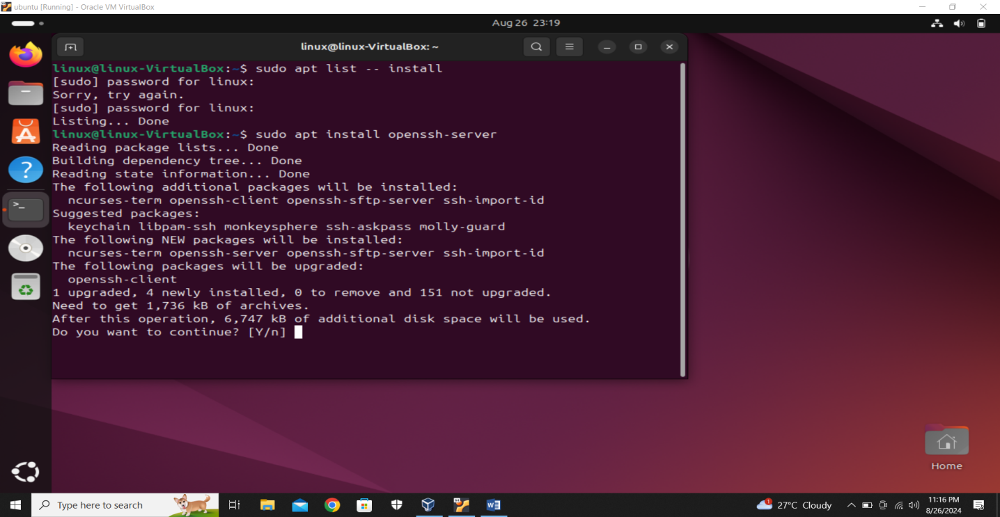 ubuntu [Running] - Oracle VM VirtualBox
Aug 26 23:19
linux@linux-VirtualBox: ~
linux@linux-VirtualBox:~$ sudo apt list -- install
[sudo] password for linux:
Sorry, try again.
[sudo] password for linux:
Listing... Done
linux@linux-VirtualBox:~$ sudo apt install openssh-server
Reading package lists... Done
Building dependency tree... Done
Reading state information... Done
The following additional packages will be installed:
  ncurses-term openssh-client openssh-sftp-server ssh-import-id
Suggested packages:
  keychain libpam-ssh monkeysphere ssh-askpass molly-guard
The following NEW packages will be installed:
  ncurses-term openssh-server openssh-sftp-server ssh-import-id
The following packages will be upgraded:
  openssh-client
1 upgraded, 4 newly installed, 0 to remove and 151 not upgraded.
Need to get 1,736 kB of archives.
After this operation, 6,747 kB of additional disk space will be used.
Do you want to continue? [Y/n]
Home
Type here to search
1
27°C Cloudy
11:16 PM
8/26/2024